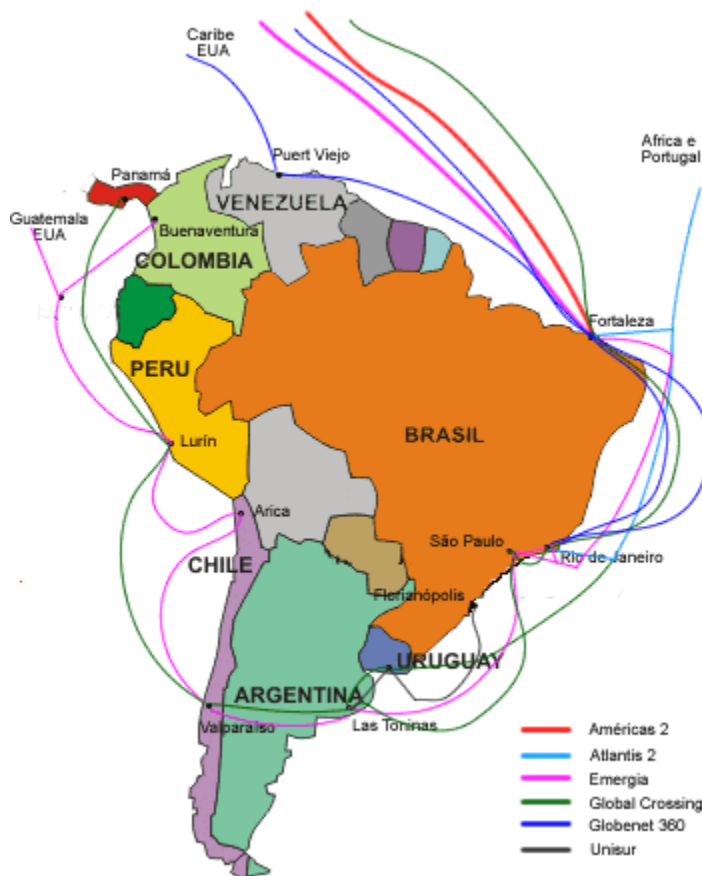 Caribe
EUA
Africa e
Portugal
Puert Viejo
Panamá
VENEZUELA
Guatemala
EUA
Buenaventura
COLOMBIA
Fortaleza
PERU
BRASIL
Lurín
Arica
São Paulo
Rio de Janeiro
CHILE
Florianópolis
URUGUAY
ARGENTINA
Valparaíso
Las Toninas
Américas 2
Atlantis 2
Emergia
Global Crossing
Globenet 360
Unisur